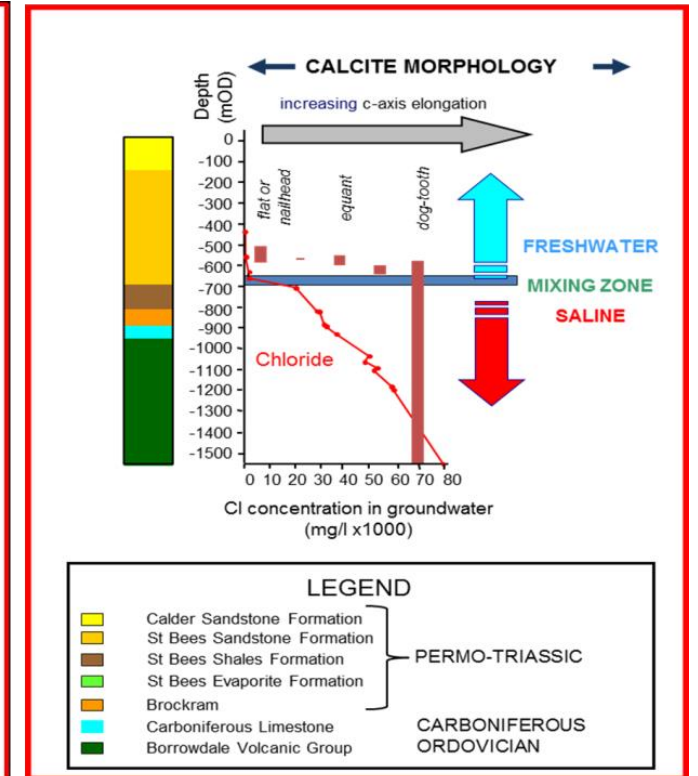 CALCITE MORPHOLOGY
Depth
(mOD)
increasing c-axis elongation
0
-100
-200
-300
-400
-500
-600
-700
-800
-900
-1000
-1100
-1200
-1300
-1400
-1500
flat or
nailhead
equant
dog-tooth
FRESHWATER
MIXING ZONE
SALINE
Chloride
0 10 20 30 40 50 60 70 80
Cl concentration in groundwater
(mg/l x1000)
LEGEND
Calder Sandstone Formation
St Bees Sandstone Formation
St Bees Shales Formation
St Bees Evaporite Formation
Brockram
Carboniferous Limestone
Borrowdale Volcanic Group
PERMO-TRIASSIC
CARBONIFEROUS
ORDOVICIAN